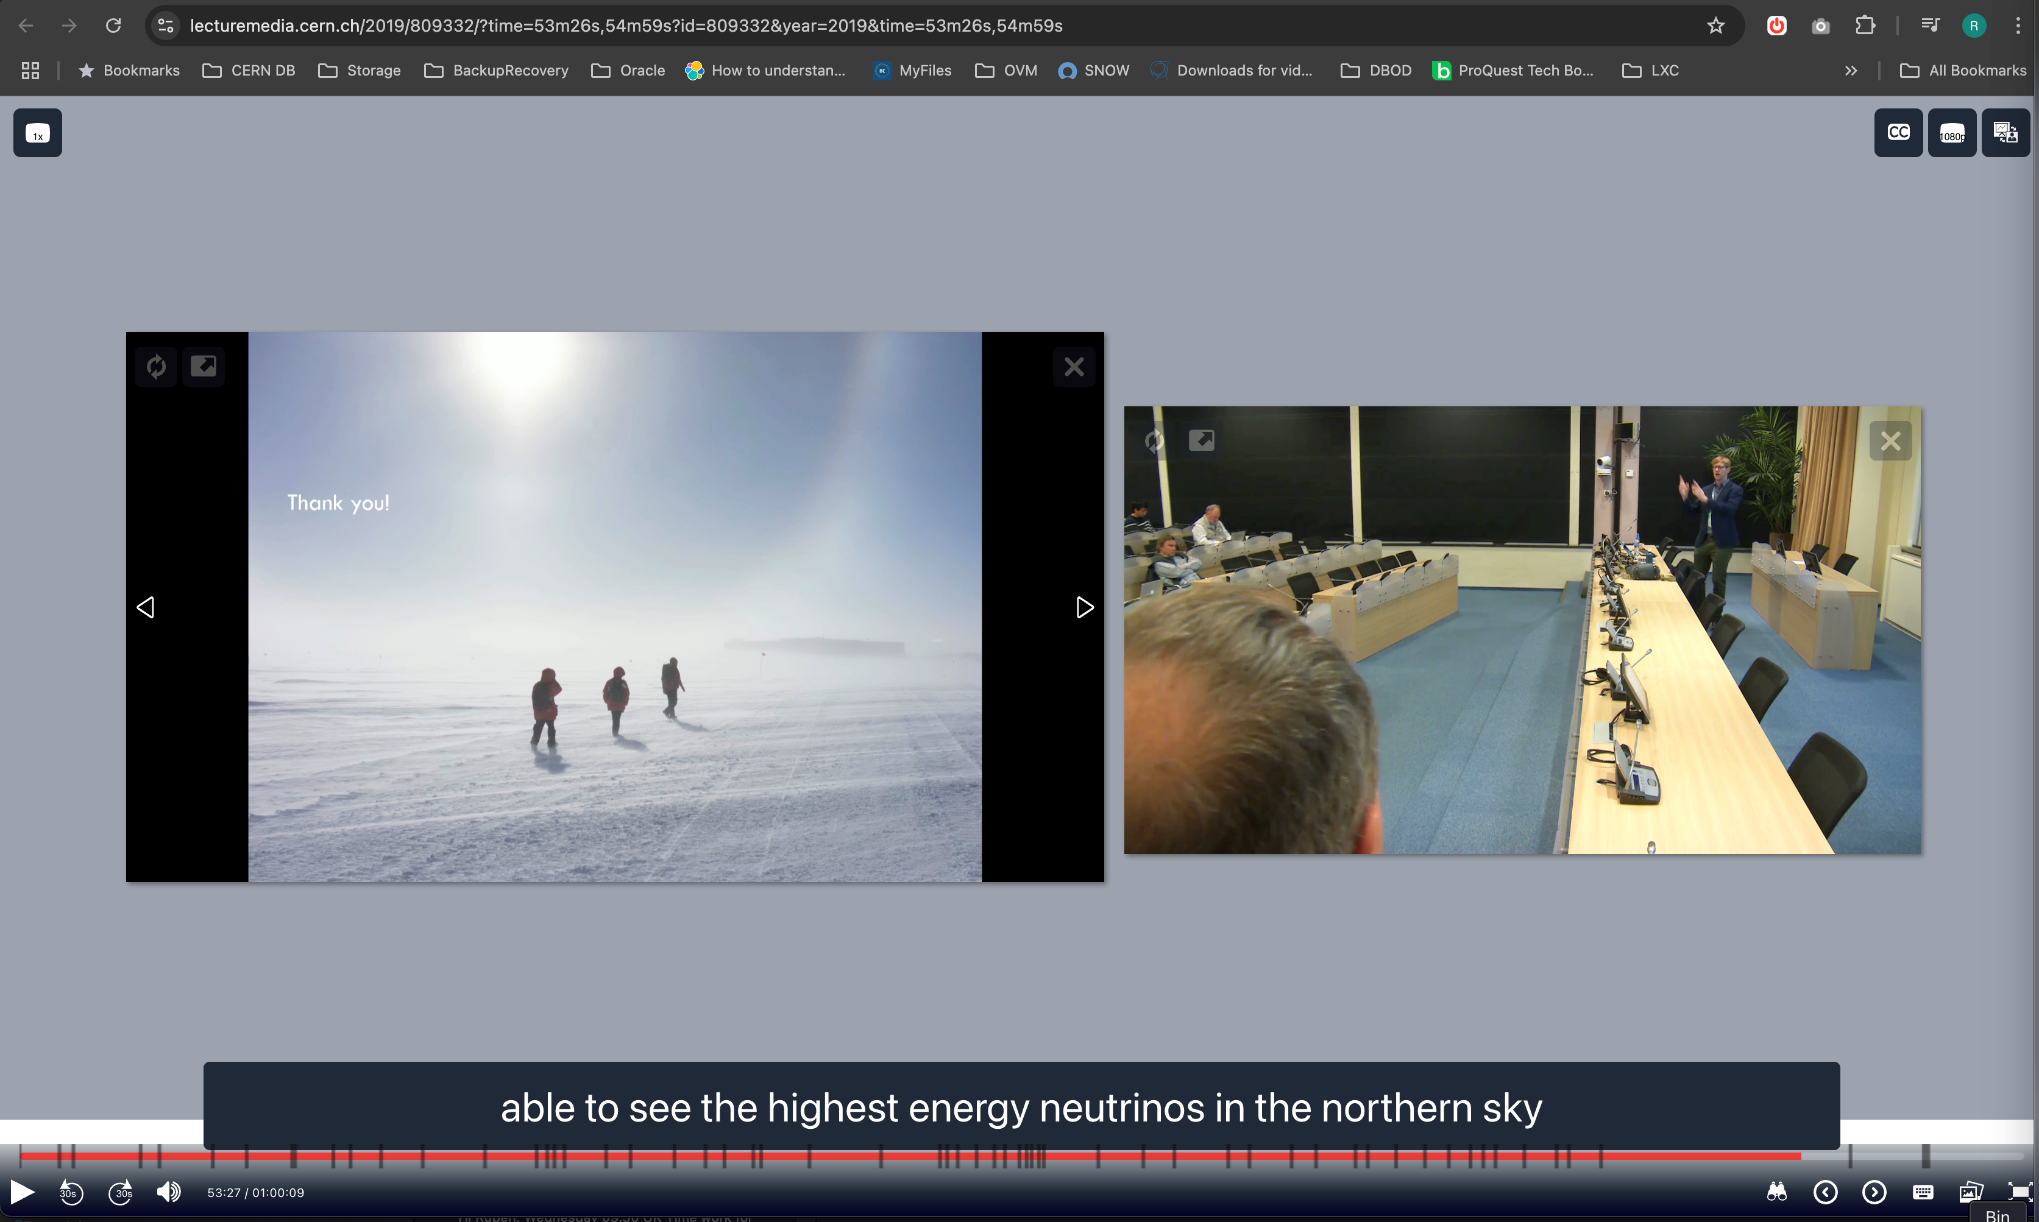 lecturemedia.cern.ch/2019/809332/?time=53m26s,54m59s?id=809332&year=2019&time=53m26s,54m59s
R
Bookmarks CERN DB Storage BackupRecovery Oracle How to understan... MyFiles OVM SNOW Downloads for vid... DBOD ProQuest Tech Bo... LXC » All Bookmarks
1x CC 1080p
Thank you!
able to see the highest energy neutrinos in the northern sky
30s 30s 53:27 / 01:00:09
Bin